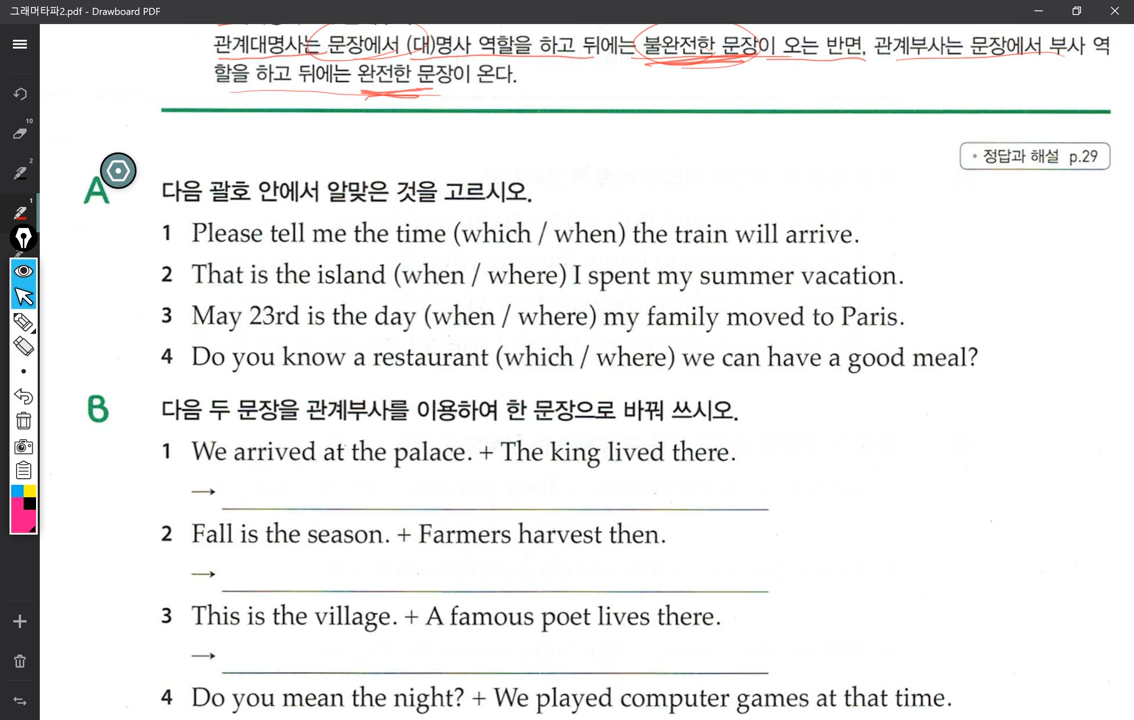 그래머타파2.pdf - Drawboard PDF
관계대명사는 문장에서 (대)명사 역할을 하고 뒤에는 불완전한 문장이 오는 반면, 관계부사는 문장에서 부사 역
할을 하고 뒤에는 완전한 문장이 온다.
• 정답과 해설 p.29
A 다음 괄호 안에서 알맞은 것을 고르시오.
1 Please tell me the time (which / when) the train will arrive.
2 That is the island (when / where) I spent my summer vacation.
3 May 23rd is the day (when / where) my family moved to Paris.
4 Do you know a restaurant (which / where) we can have a good meal?
B 다음 두 문장을 관계부사를 이용하여 한 문장으로 바꿔 쓰시오.
1 We arrived at the palace. + The king lived there.
→
2 Fall is the season. + Farmers harvest then.
→
3 This is the village. + A famous poet lives there.
→
4 Do you mean the night? + We played computer games at that time.
10
2
1